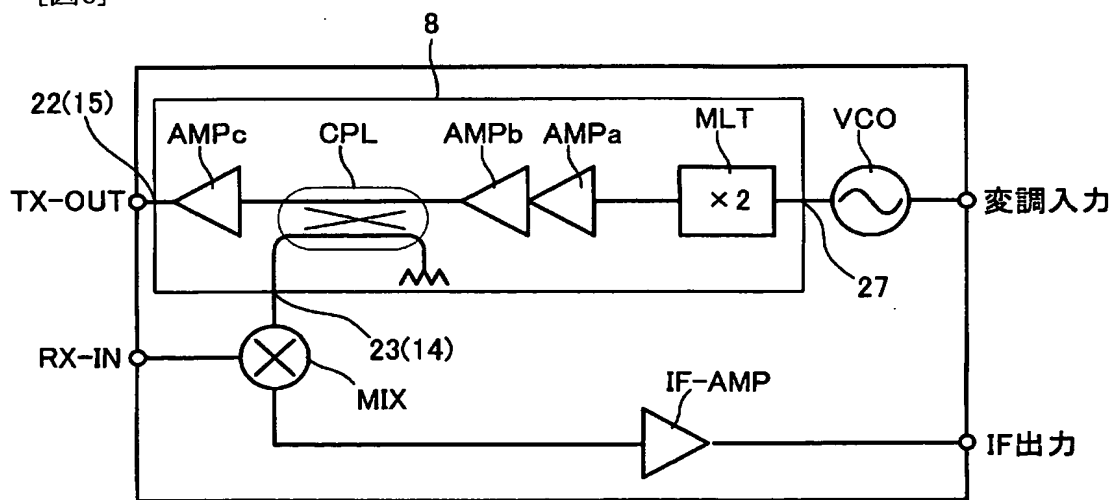 8
22(15)
AMPc
CPL
AMPb
AMPa
MLT
VCO
TX-OUT
×2
変調入力
27
23(14)
RX-IN
MIX
IF-AMP
IF出力